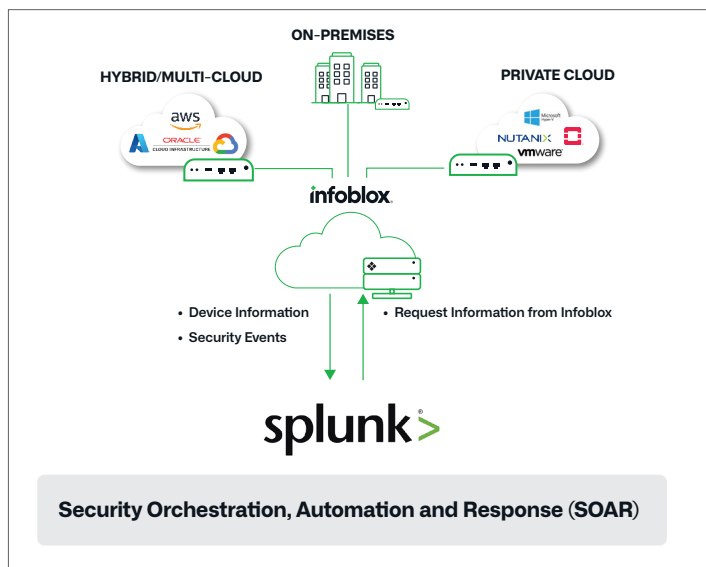 ON-PREMISES
HYBRID/MULTI-CLOUD
PRIVATE CLOUD
aws
ORACLE
CLOUD INFRASTRUCTURE
Microsoft
Hyper-V
NUTANIX
vmware
infoblox
• Device Information
• Security Events
• Request Information from Infoblox
splunk>
Security Orchestration, Automation and Response (SOAR)